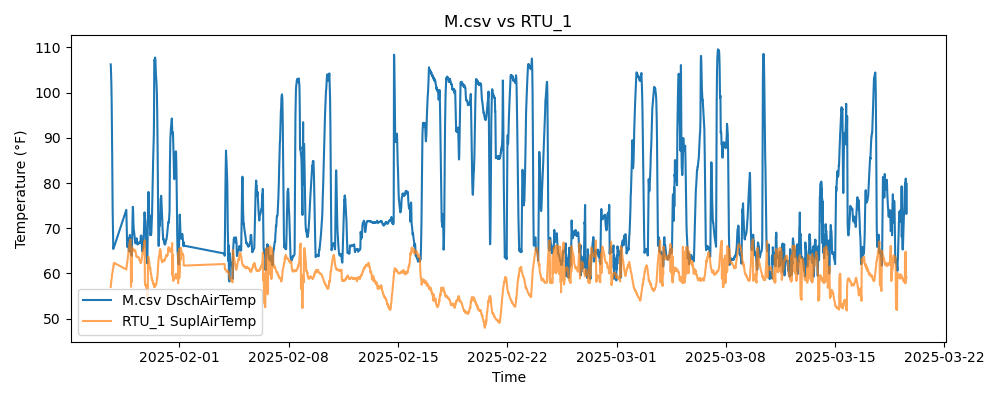 M.csv vs RTU_1
Temperature (°F)
110
100
90
80
70
60
50
M.csv DschAirTemp
RTU_1 SuplAirTemp
2025-02-01 2025-02-08 2025-02-15 2025-02-22 2025-03-01 2025-03-08 2025-03-15 2025-03-22
Time